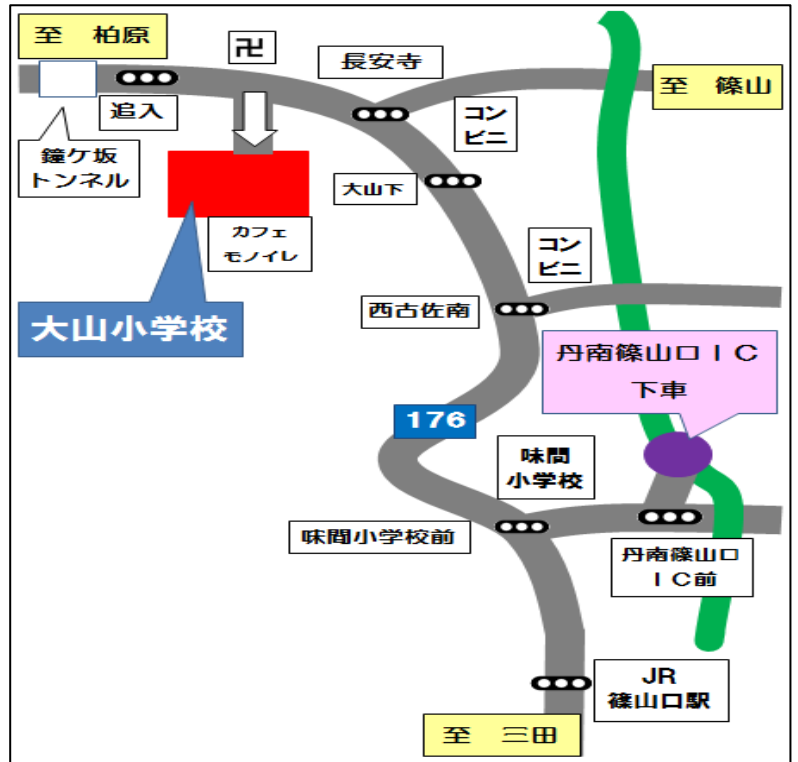 至　柏原
卍
長安寺
至　篠山
追入
コン
ビニ
鐘ケ坂
トンネル
大山下
カフェ
モノイレ
コン
ビニ
大山小学校
西古佐南
丹南篠山口ＩＣ
下車
176
味間
小学校
味間小学校前
丹南篠山口
ＩＣ前
JR
篠山口駅
至　三田